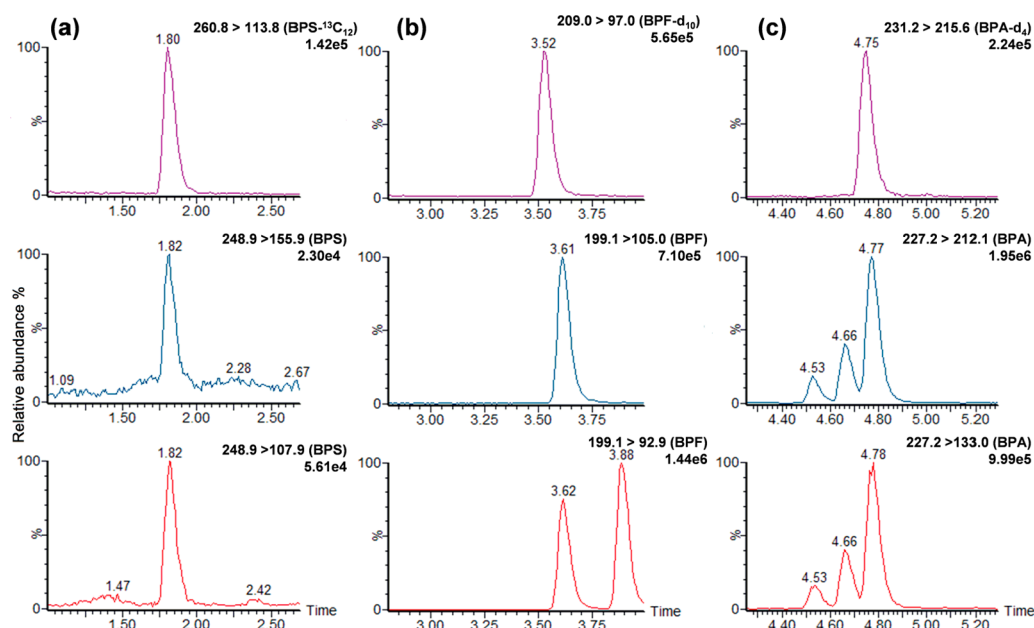 (a)
260.8 > 113.8 (BPS-¹³C₁₂)
1.42e5
1.80
100
%
0
1.50 2.00 2.50
248.9 >155.9 (BPS)
2.30e4
1.82
100
%
1.09
2.28
2.67
0
1.50 2.00 2.50
248.9 >107.9 (BPS)
5.61e4
1.82
100
%
1.47
2.42
0
Time
1.50 2.00 2.50
Relative abundance %
(b)
209.0 > 97.0 (BPF-d₁₀)
5.65e5
3.52
100
%
0
3.00 3.25 3.50 3.75
199.1 >105.0 (BPF)
7.10e5
3.61
100
%
0
3.00 3.25 3.50 3.75
199.1 > 92.9 (BPF)
1.44e6
3.88
100
3.62
%
0
Time
3.00 3.25 3.50 3.75
(c)
231.2 > 215.6 (BPA-d₄)
2.24e5
4.75
100
%
0
4.40 4.60 4.80 5.00 5.20
227.2 > 212.1 (BPA)
1.95e6
4.77
100
4.66
%
4.53
0
4.40 4.60 4.80 5.00 5.20
227.2 >133.0 (BPA)
9.99e5
4.78
100
4.66
%
4.53
0
Time
4.40 4.60 4.80 5.00 5.20